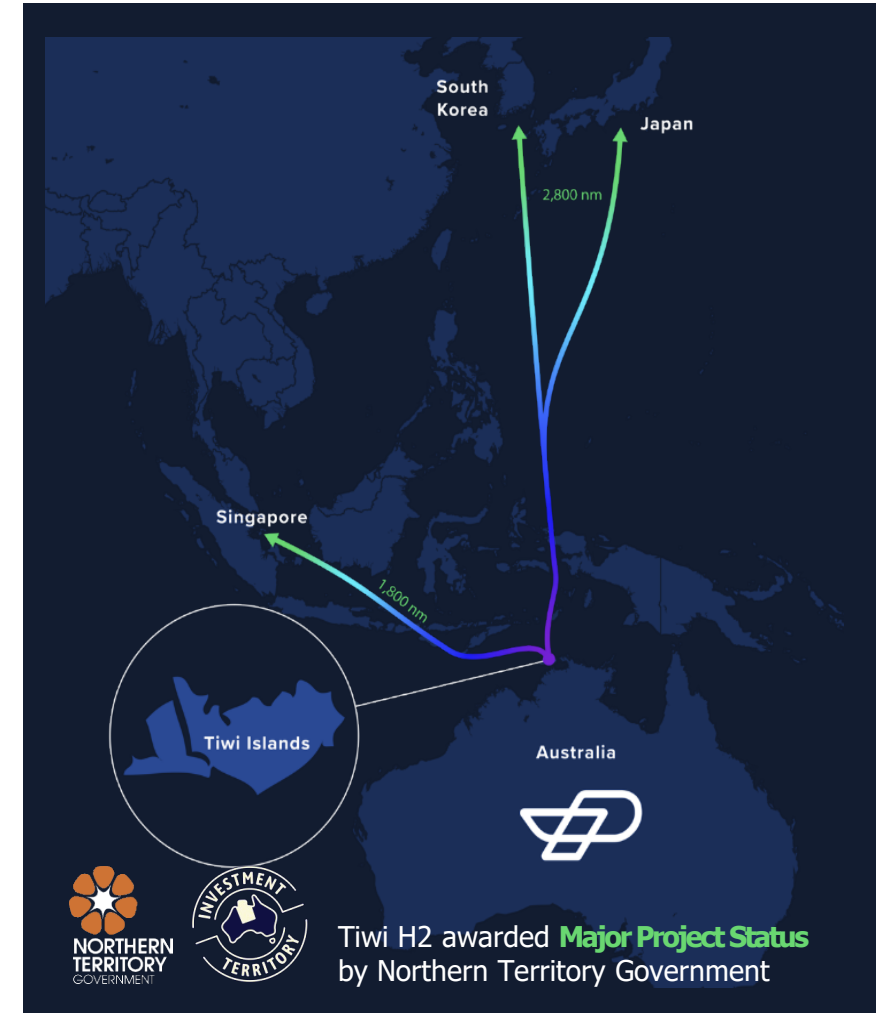 South
Korea
Japan
2,800 nm
Singapore
1,800 nm
Tiwi Islands
Australia
NORTHERN
TERRITORY
GOVERNMENT
INVESTMENT
TERRITORY
Tiwi H2 awarded Major Project Status
by Northern Territory Government